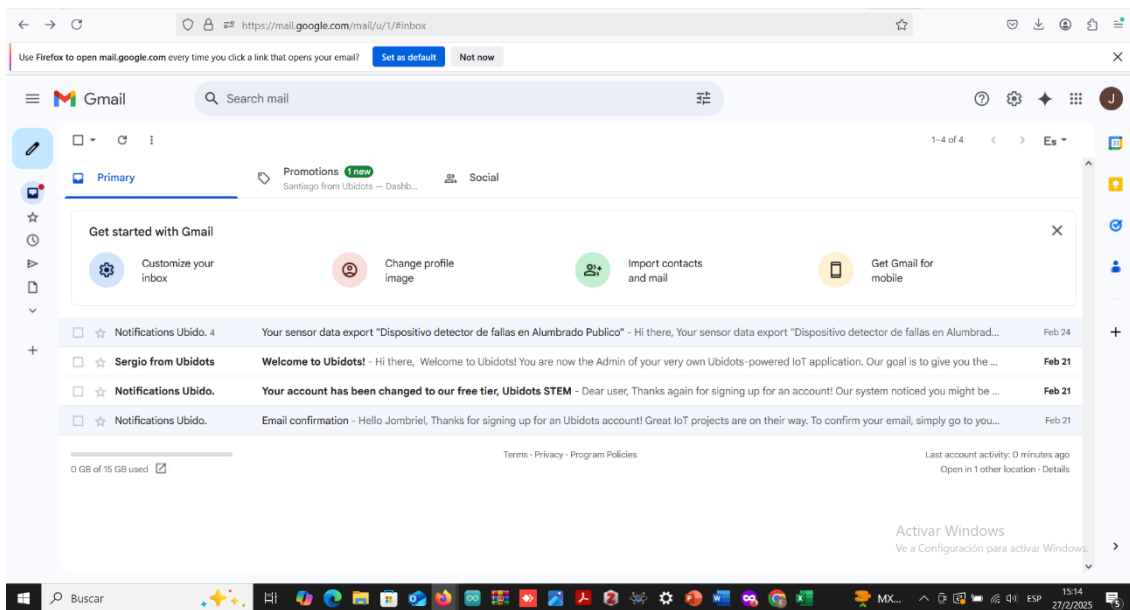 https://mail.google.com/mail/u/1/#inbox
Use Firefox to open mail.google.com every time you click a link that opens your email? Set as default Not now
Gmail
Search mail
J
1–4 of 4
Es
31
Primary
Promotions 1 new
Santiago from Ubidots — Dashb...
Social
Get started with Gmail
Customize your
inbox
Change profile
image
Import contacts
and mail
Get Gmail for
mobile
Notifications Ubido. 4 Your sensor data export "Dispositivo detector de fallas en Alumbrado Publico" - Hi there, Your sensor data export "Dispositivo detector de fallas en Alumbrad... Feb 24
Sergio from Ubidots Welcome to Ubidots! - Hi there, Welcome to Ubidots! You are now the Admin of your very own Ubidots-powered IoT application. Our goal is to give you the ... Feb 21
Notifications Ubido. Your account has been changed to our free tier, Ubidots STEM - Dear user, Thanks again for signing up for an account! Our system noticed you might be ... Feb 21
Notifications Ubido. Email confirmation - Hello Jombriel, Thanks for signing up for an Ubidots account! Great IoT projects are on their way. To confirm your email, simply go to you... Feb 21
0 GB of 15 GB used
Terms · Privacy · Program Policies
Last account activity: 0 minutes ago
Open in 1 other location · Details
Activar Windows
Ve a Configuración para activar Windows.
Buscar
MX...
ESP
15:14
27/2/2025
5